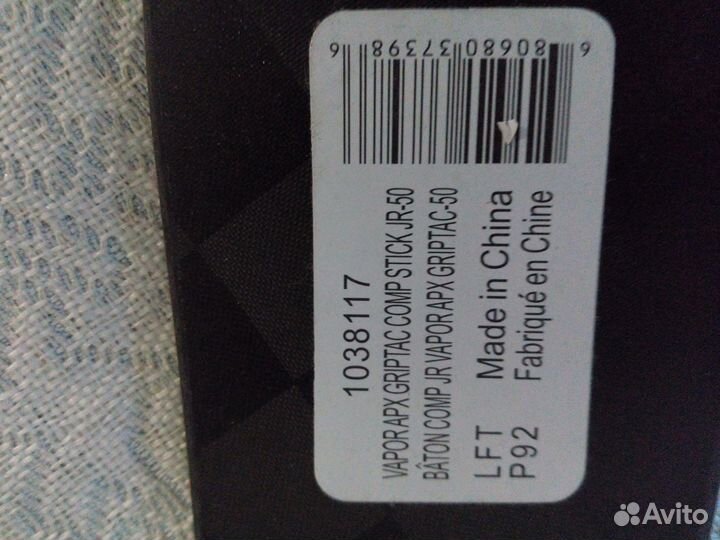 6 80680 37398 6
1038117
VAPOR APX GRIPTAC COMP STICK JR-50
BÂTON COMP JR VAPOR APX GRIPTAC-50
LFT Made in China
P92 Fabriqué en Chine
Avito